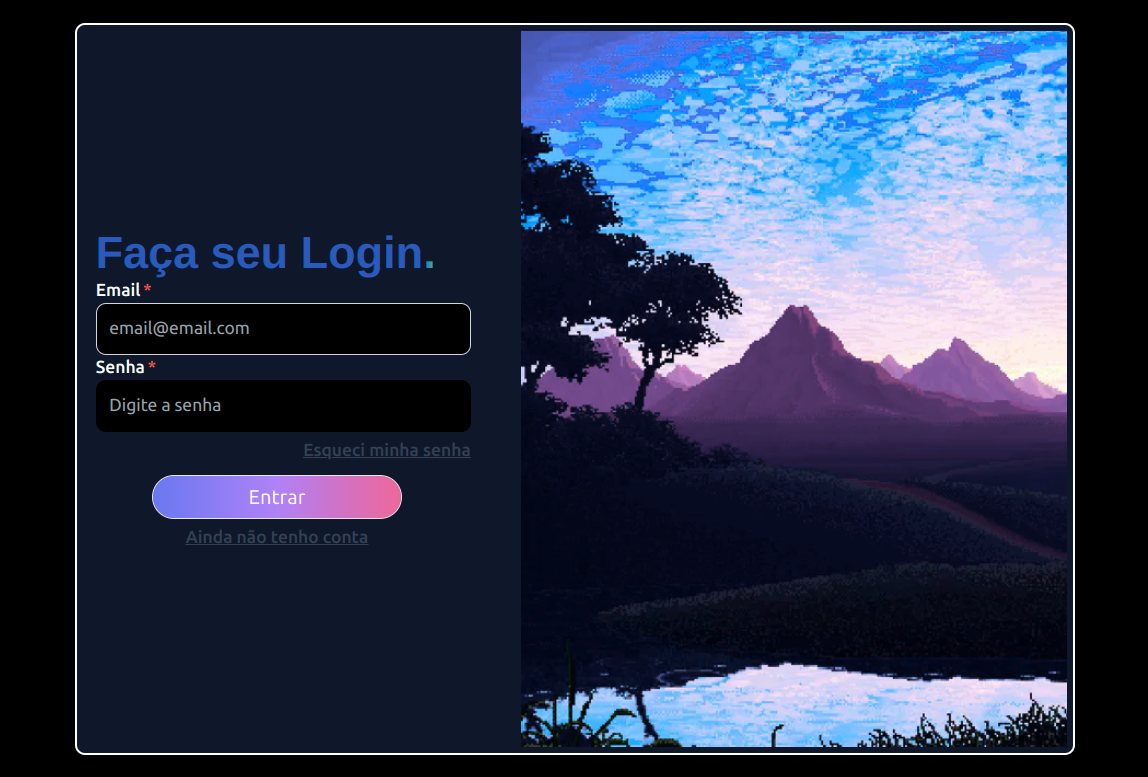 Faça seu Login.
Email *
email@email.com
Senha *
Digite a senha
Esqueci minha senha
Entrar
Ainda não tenho conta